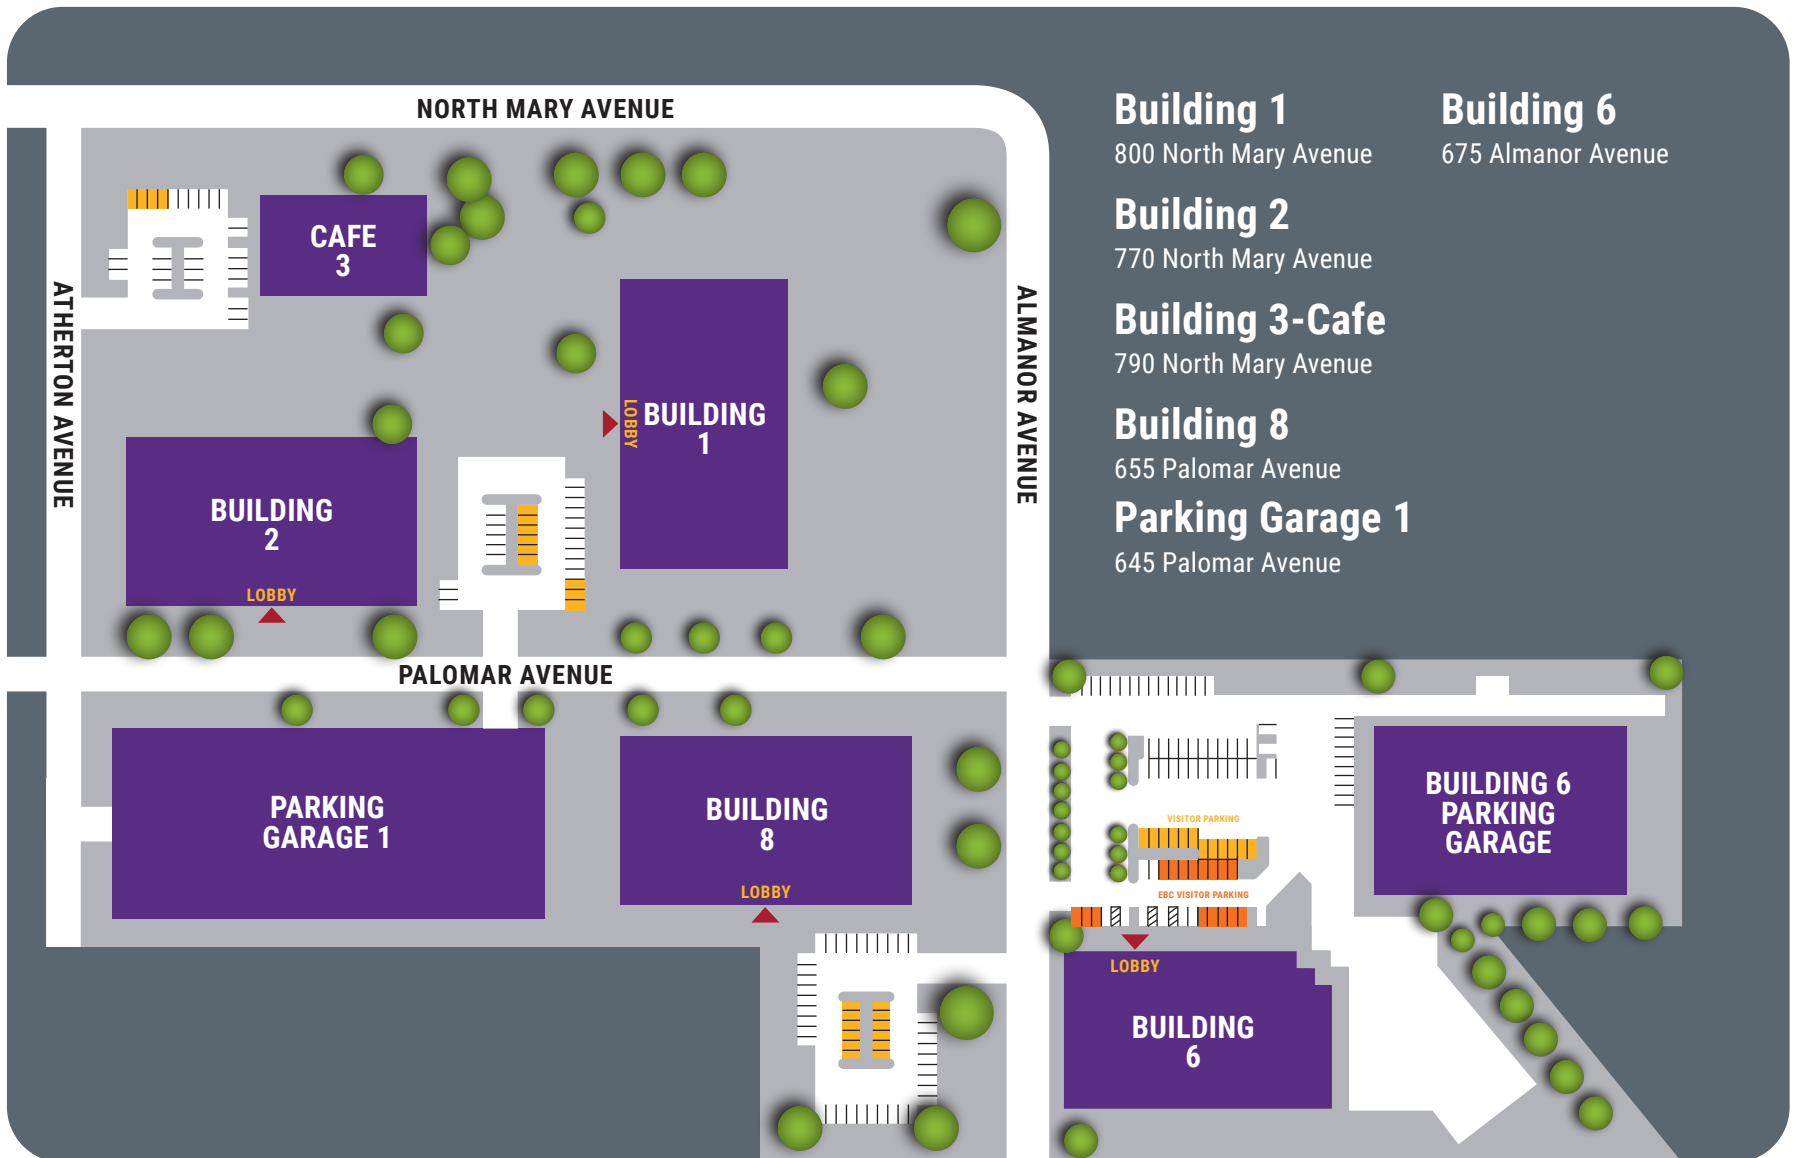 NORTH MARY AVENUE
Building 1
800 North Mary Avenue
Building 6
675 Almanor Avenue
Building 2
770 North Mary Avenue
Building 3-Cafe
790 North Mary Avenue
Building 8
655 Palomar Avenue
Parking Garage 1
645 Palomar Avenue
CAFE
3
ATHERTON AVENUE
ALMANOR AVENUE
LOBBY
BUILDING
1
BUILDING
2
LOBBY
PALOMAR AVENUE
PARKING
GARAGE 1
BUILDING
8
LOBBY
VISITOR PARKING
EBC VISITOR PARKING
BUILDING 6
PARKING
GARAGE
LOBBY
BUILDING
6